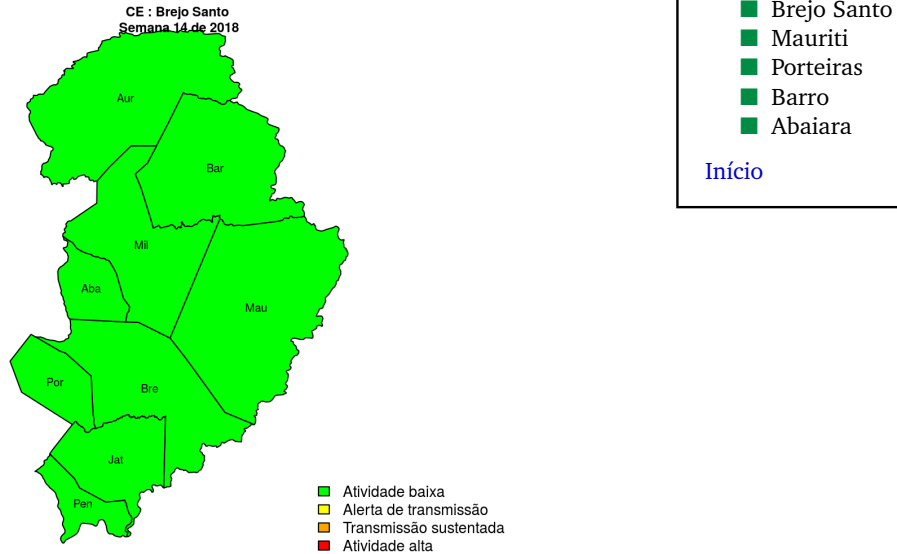 CE : Brejo Santo
Semana 14 de 2018
Aur
Bar
Mil
Aba
Mau
Por
Bre
Jat
Pen
Atividade baixa
Alerta de transmissão
Transmissão sustentada
Atividade alta
Brejo Santo
Mauriti
Porteiras
Barro
Abaiara
Início